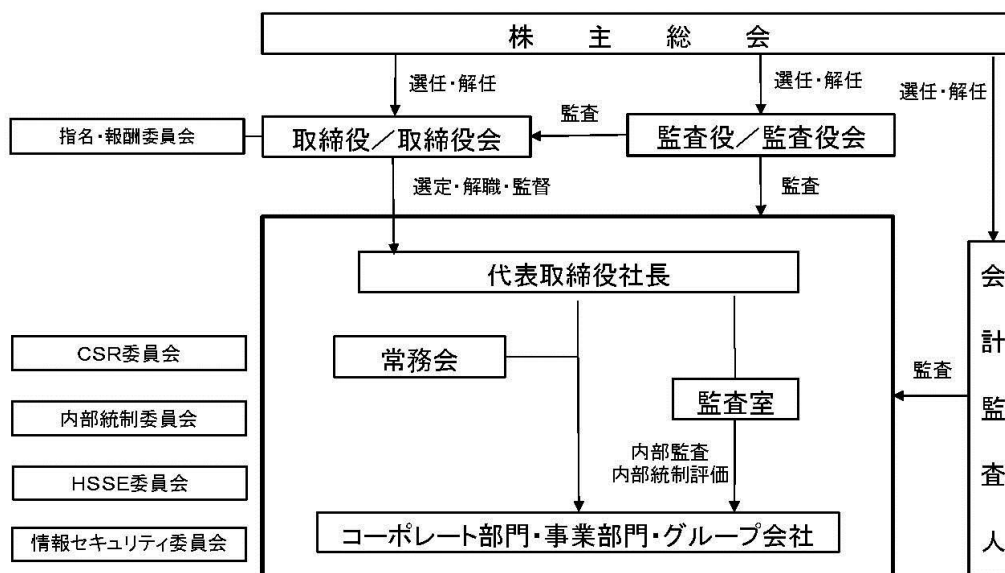 株主総会
選任・解任
選任・解任
選任・解任
指名・報酬委員会
取締役／取締役会
監査
監査役／監査役会
選定・解職・監督
監査
代表取締役社長
会計監査人
CSR委員会
常務会
監査
内部統制委員会
監査室
内部監査
内部統制評価
HSSE委員会
情報セキュリティ委員会
コーポレート部門・事業部門・グループ会社